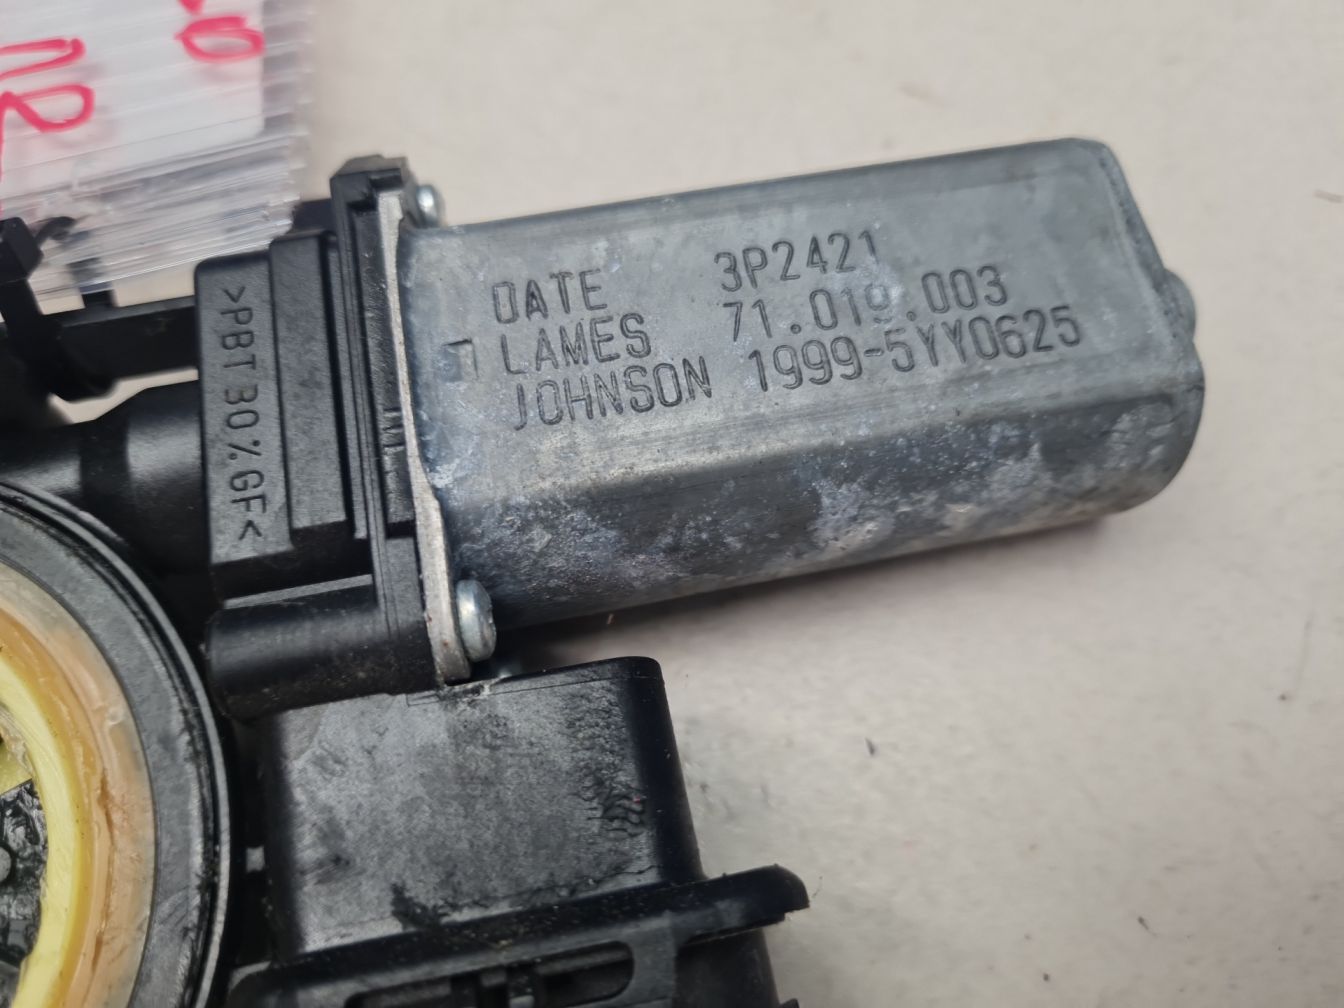 DATE 3P2421
LAMES 71.019.003
JOHNSON 1999-5YY0625
>PBT 30%GF<